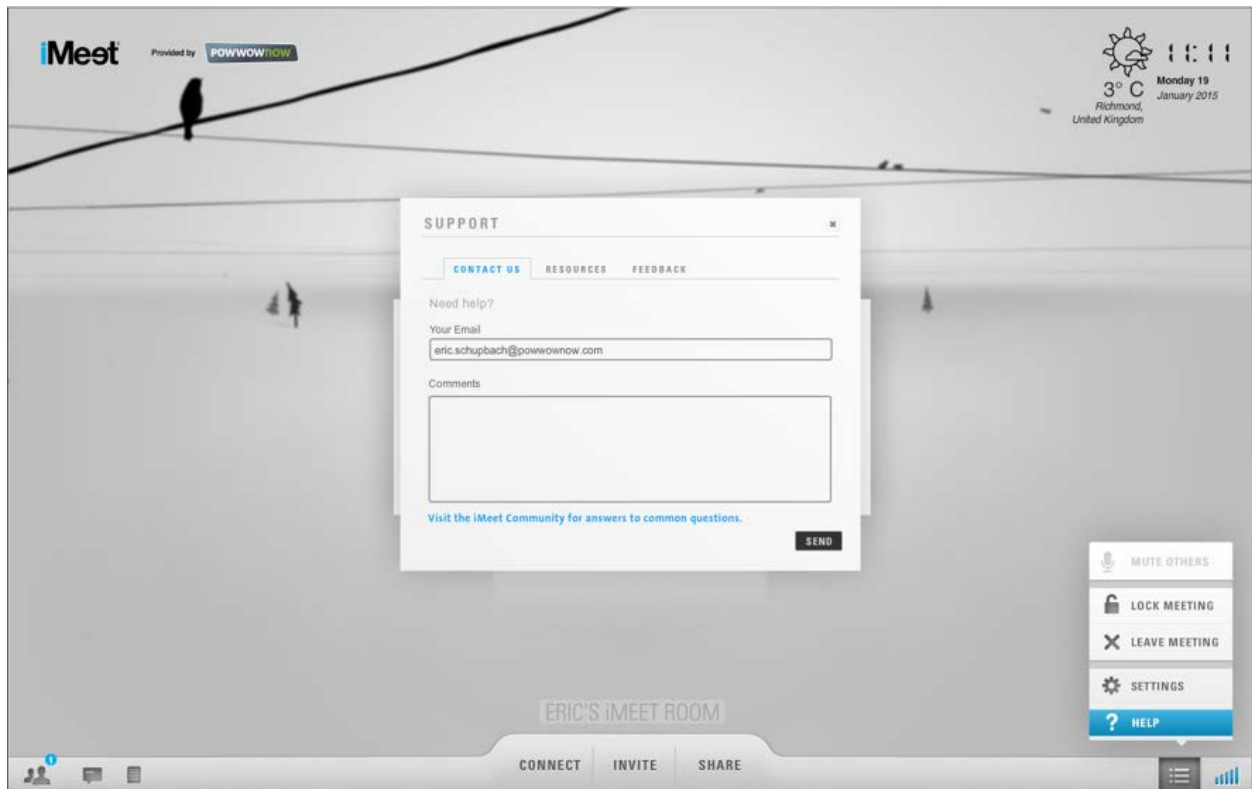 iMeet
Provided by POWWOWNOW
11:11
Monday 19
January 2015
3° C
Richmond,
United Kingdom
SUPPORT
CONTACT US RESOURCES FEEDBACK
Need help?
Your Email
eric.schupbach@powwownow.com
Comments
Visit the iMeet Community for answers to common questions.
SEND
MUTE OTHERS
LOCK MEETING
LEAVE MEETING
SETTINGS
? HELP
ERIC'S iMEET ROOM
1
CONNECT INVITE SHARE